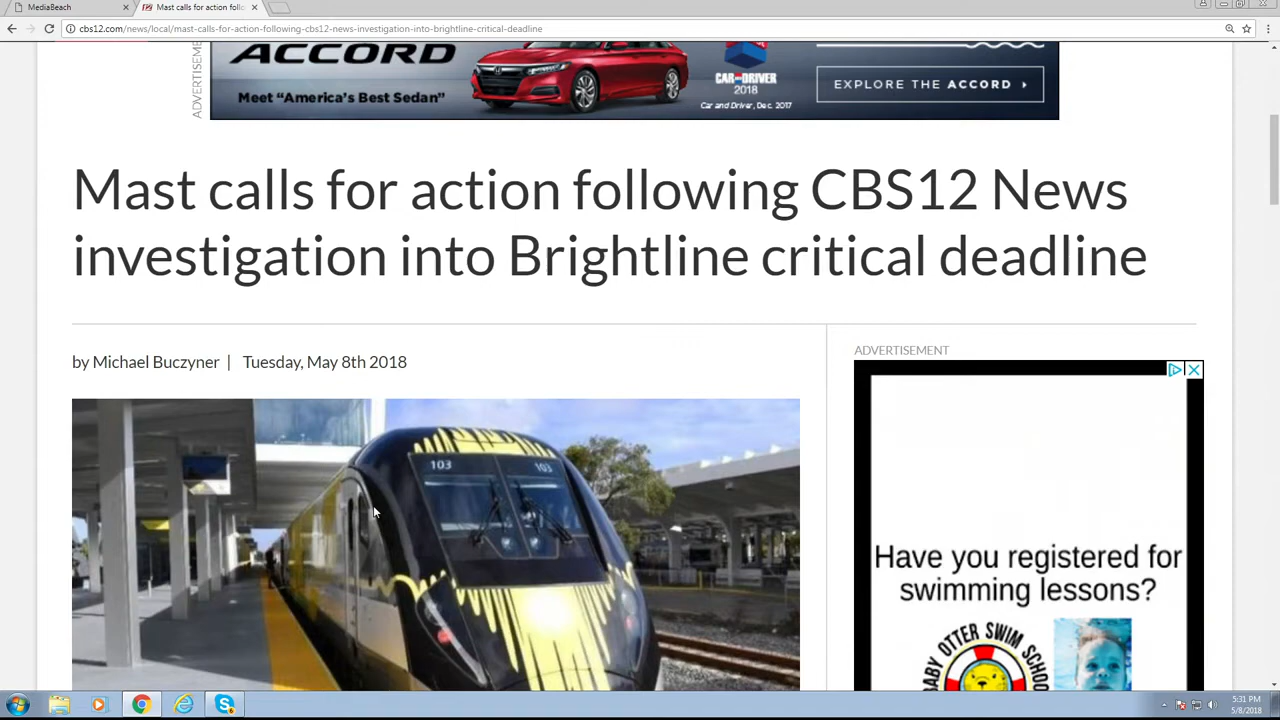 MediaBeach
Mast calls for action follo
cbs12.com/news/local/mast-calls-for-action-following-cbs12-news-investigation-into-brightline-critical-deadline
ADVERTISEME
ACCORD
Meet "America's Best Sedan"
CAR AND DRIVER
2018
Car and Driver, Dec. 2017
EXPLORE THE ACCORD
Mast calls for action following CBS12 News
investigation into Brightline critical deadline
by Michael Buczyner | Tuesday, May 8th 2018
ADVERTISEMENT
103
103
Have you registered for
swimming lessons?
BABY OTTER SWIM SCHOO
5:31 PM
5/8/2018